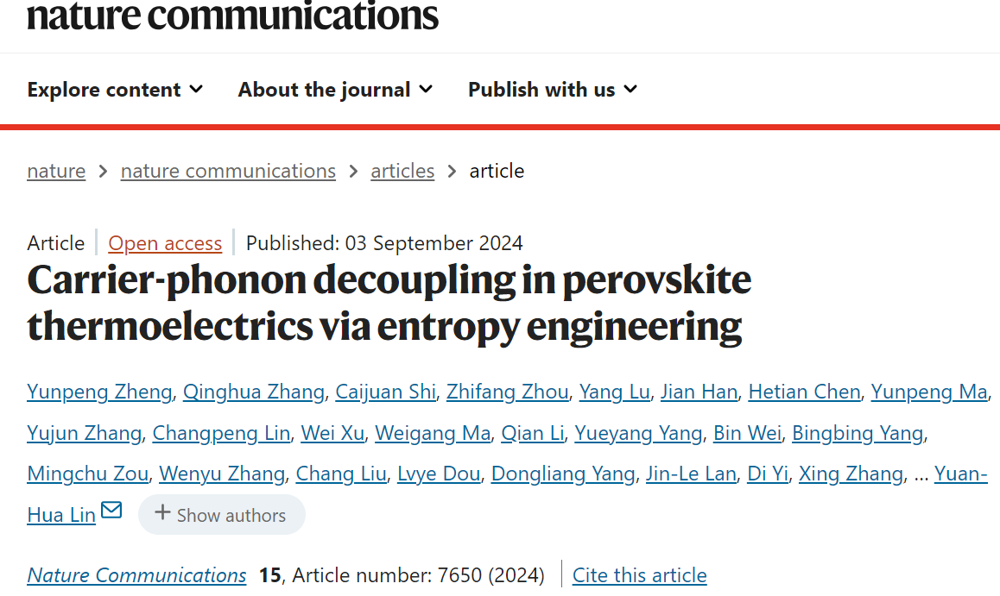 nature communications
Explore content About the journal Publish with us
nature > nature communications > articles > article
Article | Open access | Published: 03 September 2024
Carrier-phonon decoupling in perovskite
thermoelectrics via entropy engineering
Yunpeng Zheng, Qinghua Zhang, Caijuan Shi, Zhifang Zhou, Yang Lu, Jian Han, Hetian Chen, Yunpeng Ma,
Yujun Zhang, Changpeng Lin, Wei Xu, Weigang Ma, Qian Li, Yueyang Yang, Bin Wei, Bingbing Yang,
Mingchu Zou, Wenyu Zhang, Chang Liu, Lvye Dou, Dongliang Yang, Jin-Le Lan, Di Yi, Xing Zhang, … Yuan-
Hua Lin + Show authors
Nature Communications 15, Article number: 7650 (2024) | Cite this article